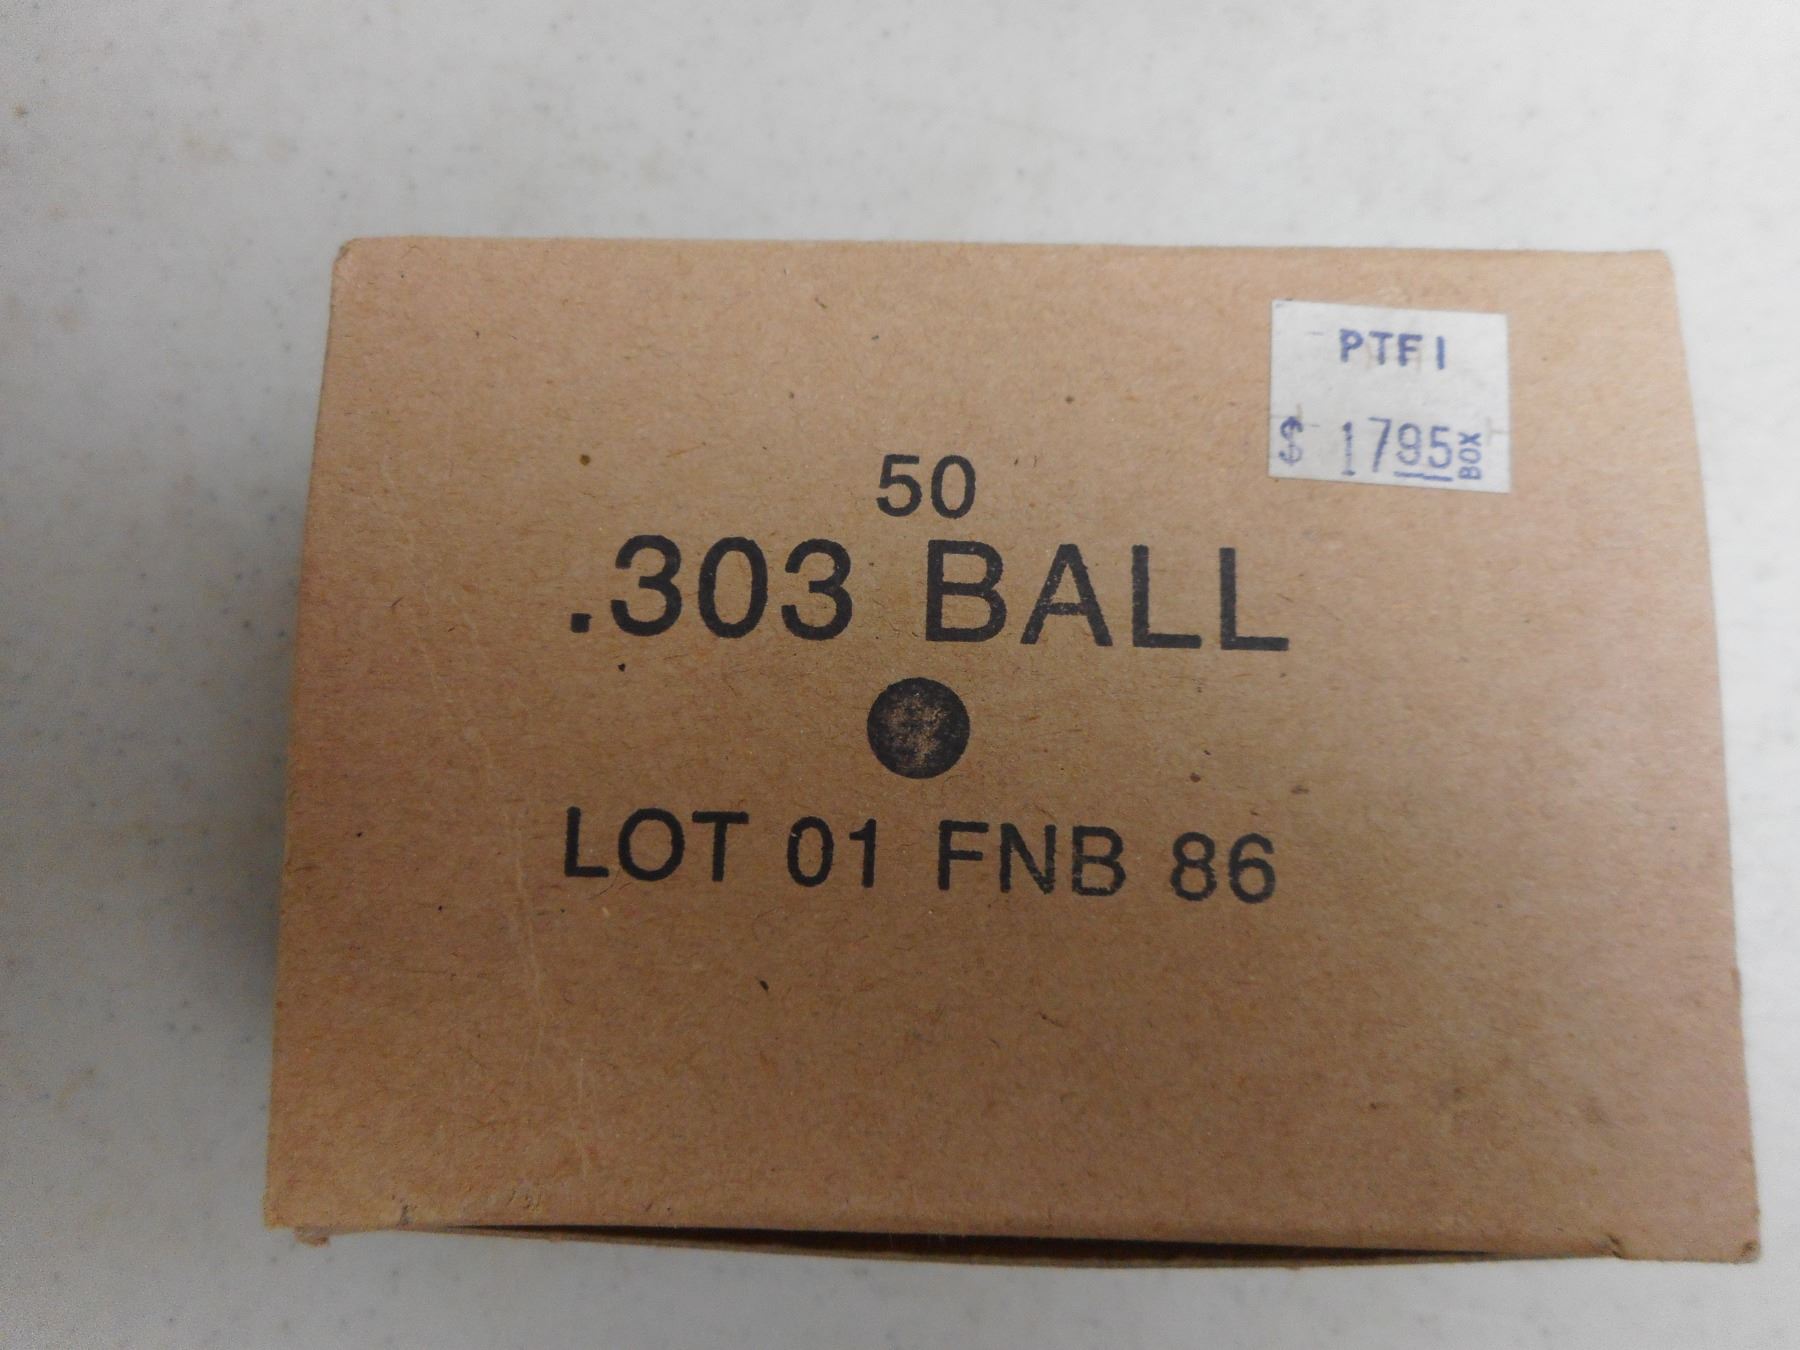 PTFI
$ 1795 BOX
50
.303 BALL
LOT 01 FNB 86